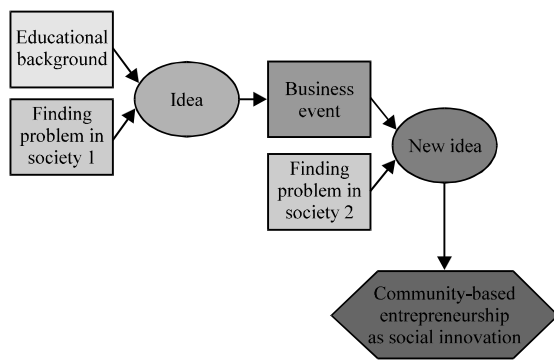 Educational
background
Finding
problem in
society 1
Idea
Business
event
Finding
problem in
society 2
New idea
Community-based
entrepreneurship
as social innovation